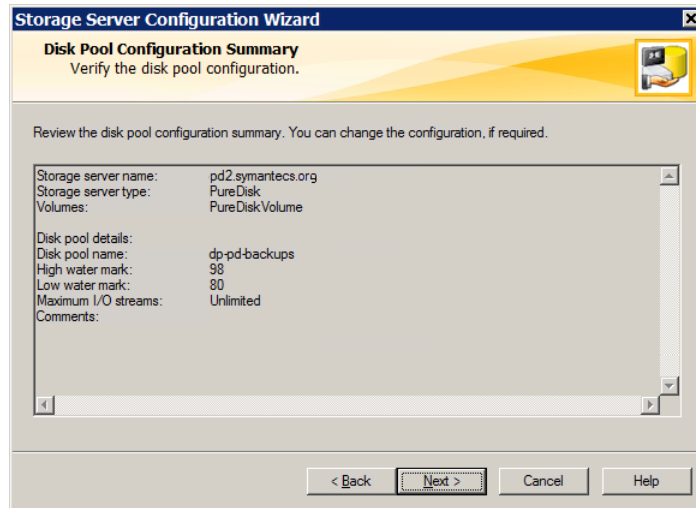 Storage Server Configuration Wizard
Disk Pool Configuration Summary
Verify the disk pool configuration.
Review the disk pool configuration summary. You can change the configuration, if required.
Storage server name: pd2.symantecs.org
Storage server type: PureDisk
Volumes: PureDiskVolume
Disk pool details:
Disk pool name: dp-pd-backups
High water mark: 98
Low water mark: 80
Maximum I/O streams: Unlimited
Comments:
< Back Next > Cancel Help